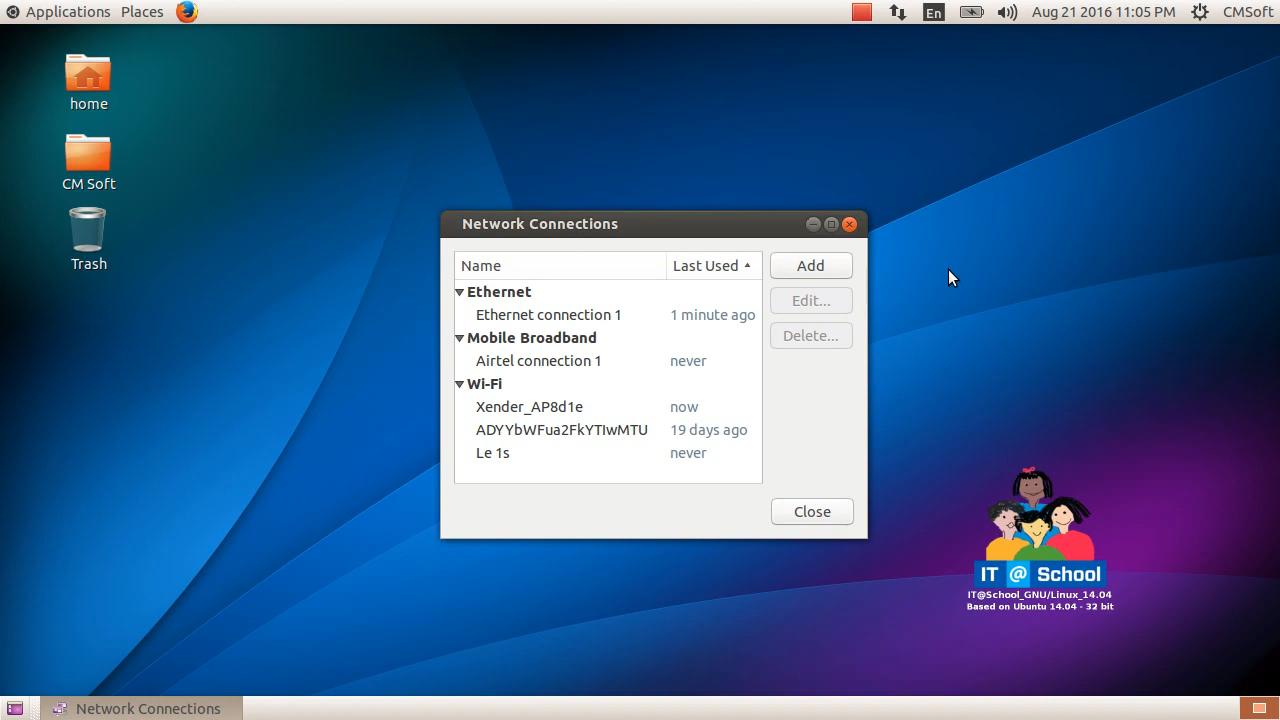 Applications Places En Aug 21 2016 11:05 PM CMSoft
home
CM Soft
Trash
Network Connections
Name Last Used
Ethernet
Ethernet connection 1 1 minute ago
Mobile Broadband
Airtel connection 1 never
Wi-Fi
Xender_AP8d1e now
ADYYbWFua2FkYTIwMTU 19 days ago
Le 1s never
Add
Edit...
Delete...
Close
IT @ School
IT@School_GNU/Linux_14.04
Based on Ubuntu 14.04 - 32 bit
Network Connections